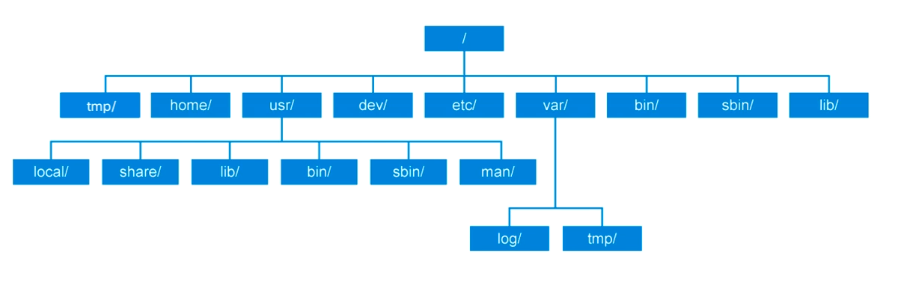 /
tmp/ home/ usr/ dev/ etc/ var/ bin/ sbin/ lib/
local/ share/ lib/ bin/ sbin/ man/
log/ tmp/